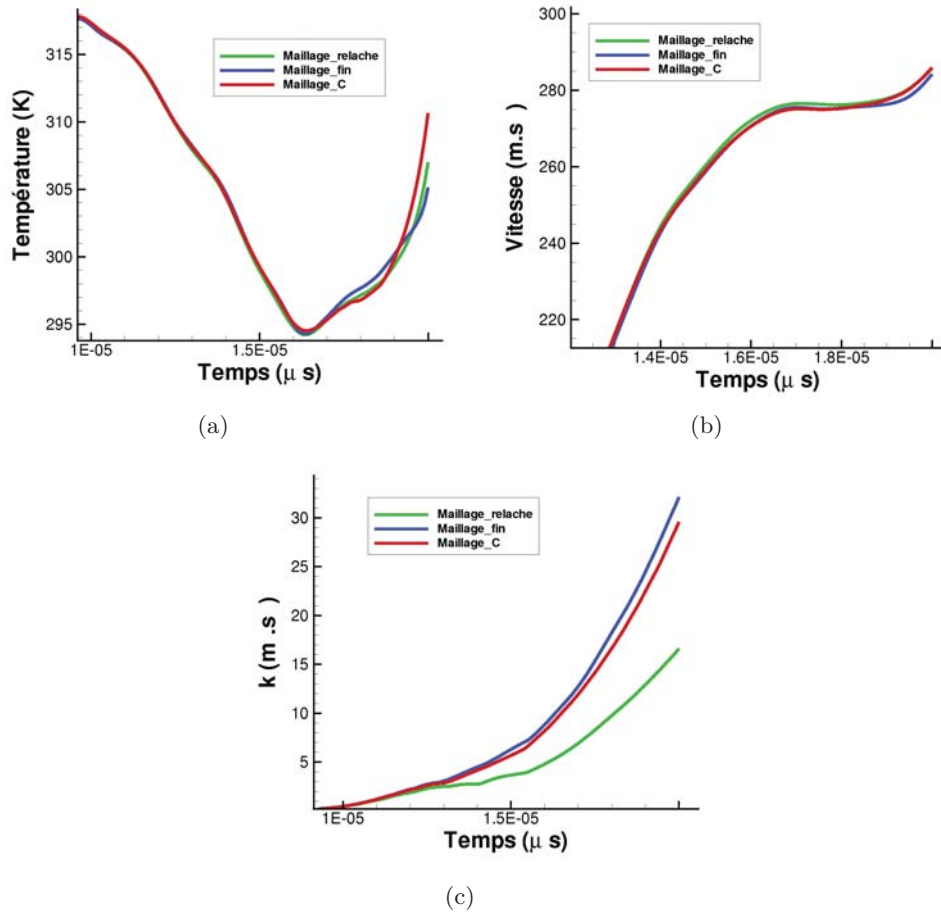 315
310
305
300
295
Température (K)
Maillage_relache
Maillage_fin
Maillage_C
1E-05
1.5E-05
Temps (μ s)
(a)
300
280
260
240
220
Vitesse (m.s )
Maillage_relache
Maillage_fin
Maillage_C
1.4E-05
1.6E-05
1.8E-05
Temps (μ s)
(b)
30
25
20
15
10
5
k (m .s )
Maillage_relache
Maillage_fin
Maillage_C
1E-05
1.5E-05
Temps (μ s)
(c)